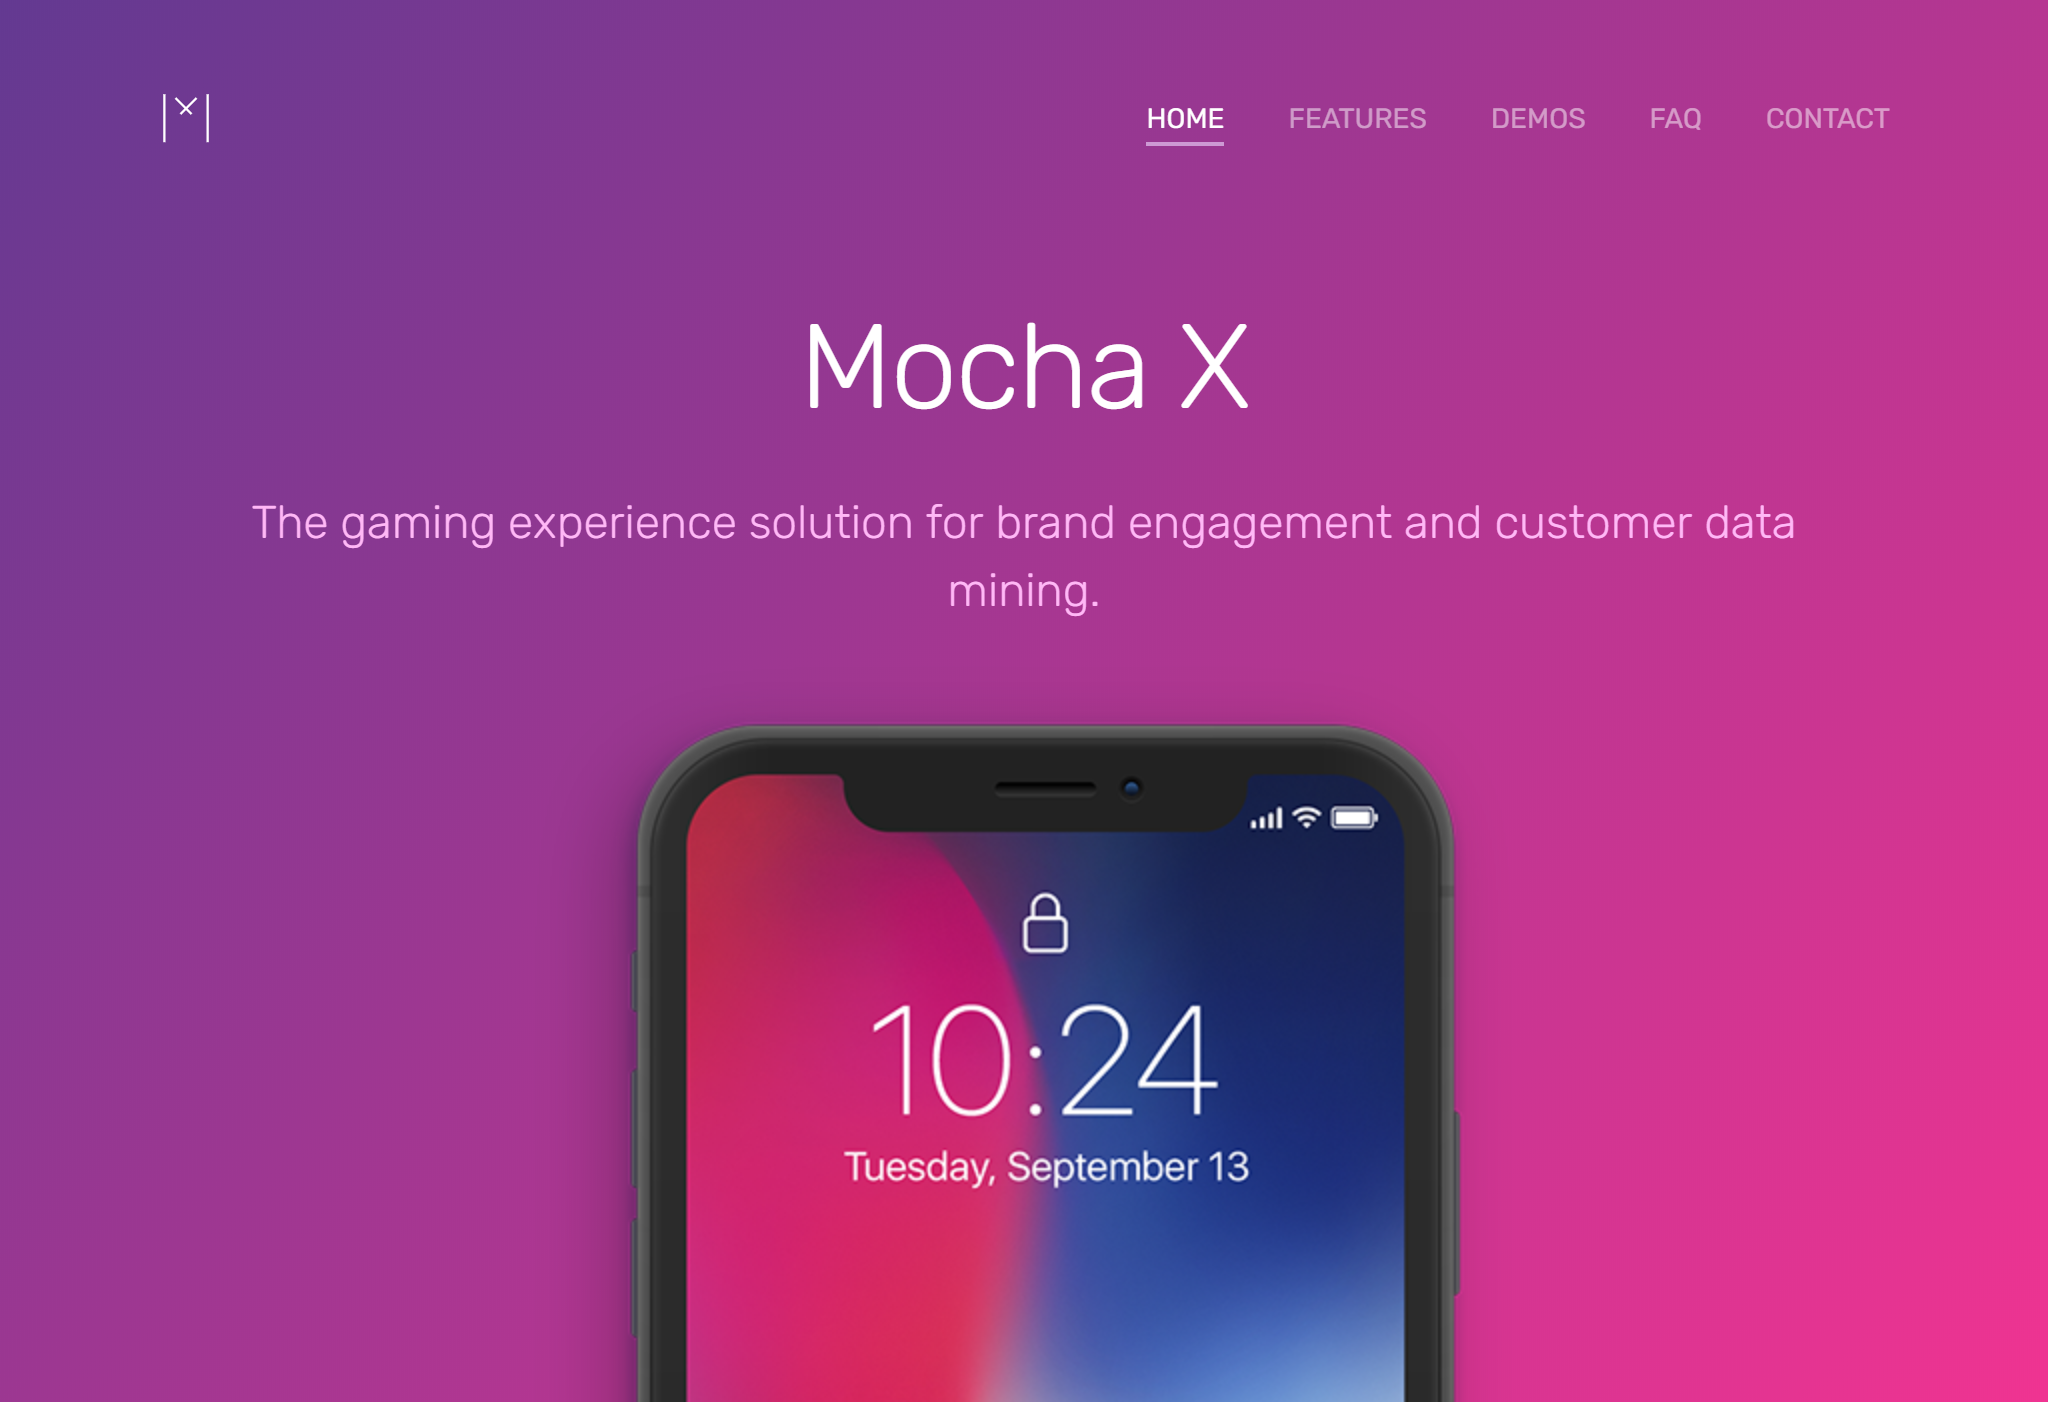 HOME FEATURES DEMOS FAQ CONTACT
Mocha X
The gaming experience solution for brand engagement and customer data
mining.
10:24
Tuesday, September 13